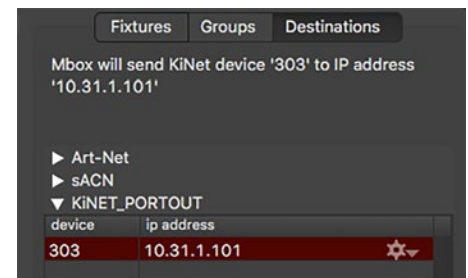 Fixtures Groups Destinations
Mbox will send KiNet device '303' to IP address
'10.31.1.101'
▶ Art-Net
▶ sACN
▼ KiNET_PORTOUT
device ip address
303 10.31.1.101